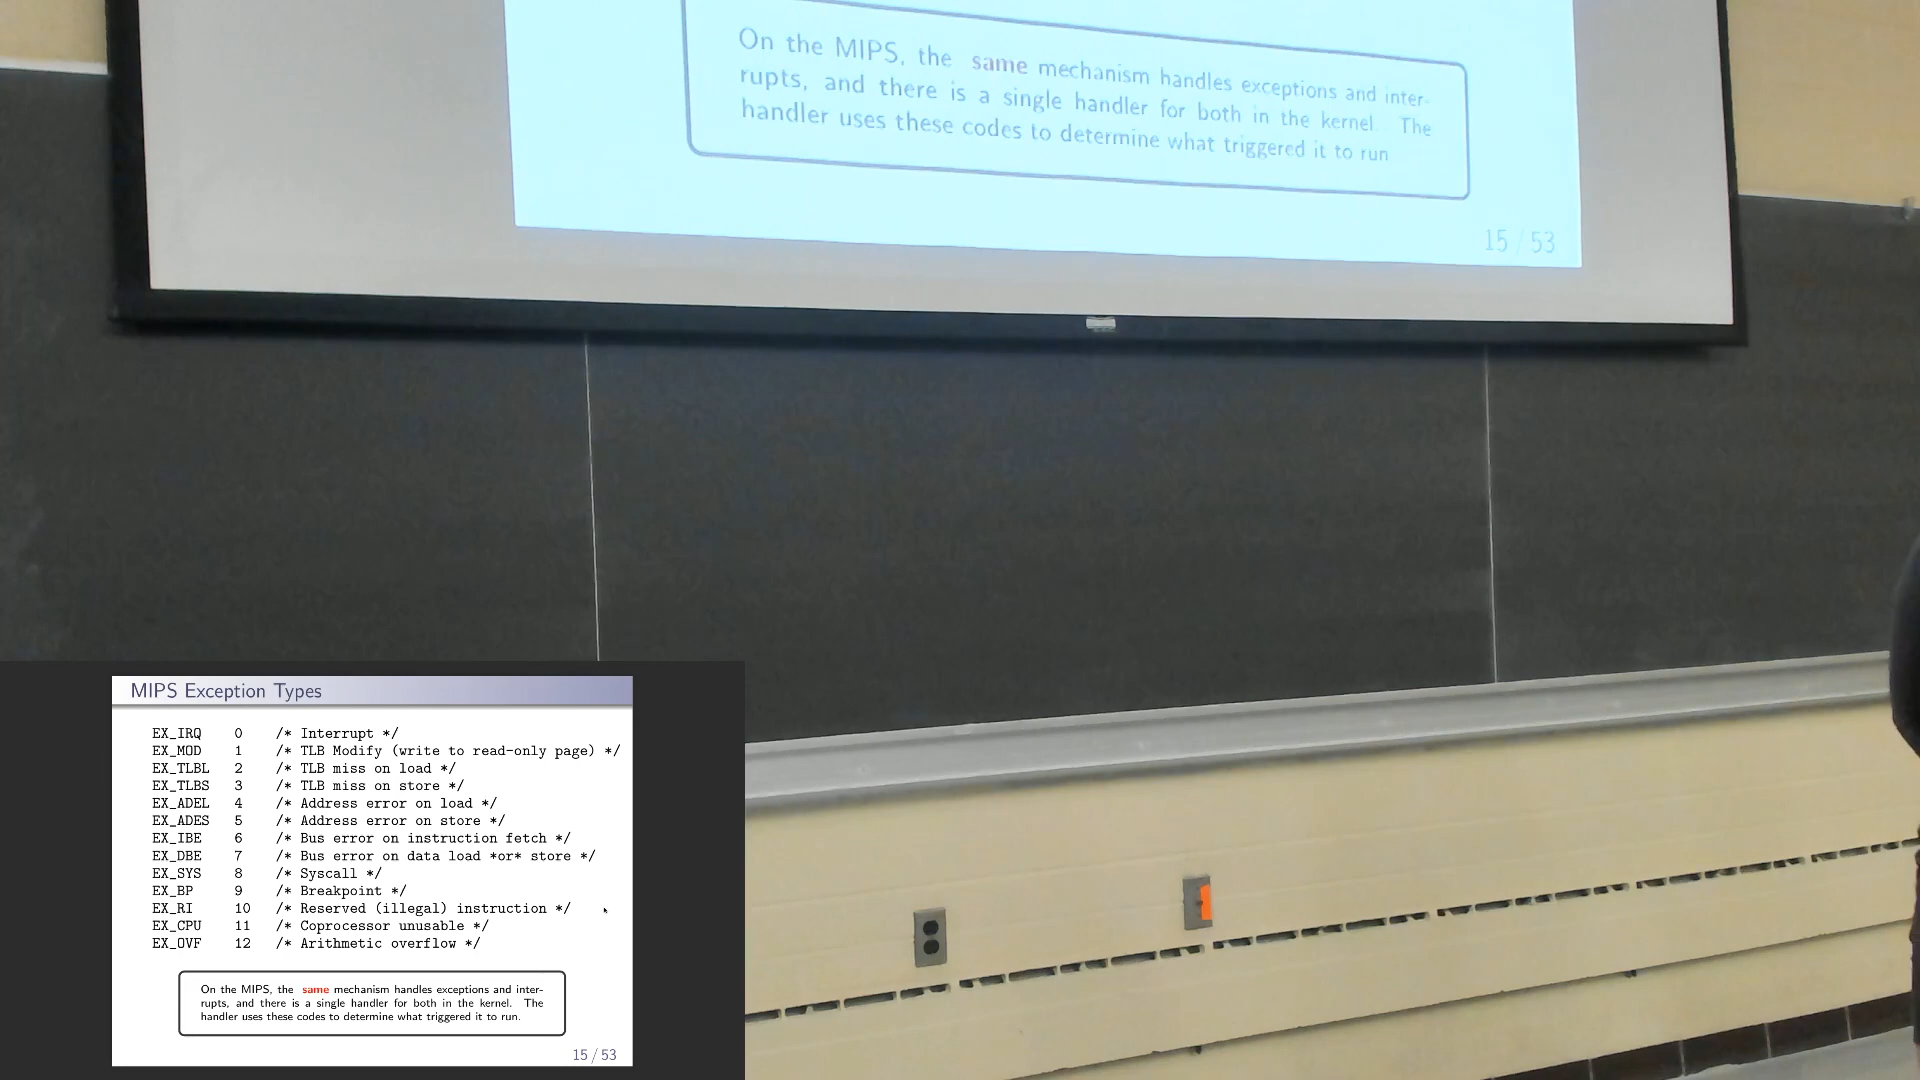 On the MIPS, the same mechanism handles exceptions and inter-
rupts, and there is a single handler for both in the kernel. The
handler uses these codes to determine what triggered it to run
15 / 53
MIPS Exception Types
EX_IRQ 0 /* Interrupt */
EX_MOD 1 /* TLB Modify (write to read-only page) */
EX_TLBL 2 /* TLB miss on load */
EX_TLBS 3 /* TLB miss on store */
EX_ADEL 4 /* Address error on load */
EX_ADES 5 /* Address error on store */
EX_IBE 6 /* Bus error on instruction fetch */
EX_DBE 7 /* Bus error on data load *or* store */
EX_SYS 8 /* Syscall */
EX_BP 9 /* Breakpoint */
EX_RI 10 /* Reserved (illegal) instruction */
EX_CPU 11 /* Coprocessor unusable */
EX_OVF 12 /* Arithmetic overflow */
On the MIPS, the same mechanism handles exceptions and inter-
rupts, and there is a single handler for both in the kernel. The
handler uses these codes to determine what triggered it to run.
15 / 53